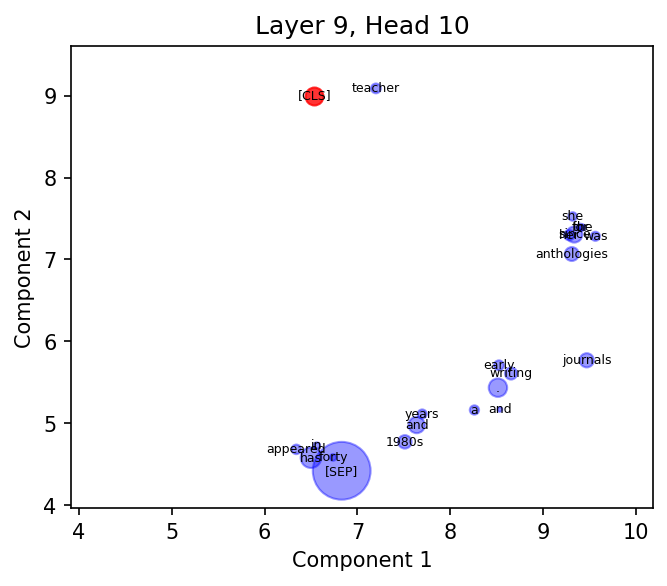 Layer 9, Head 10
[CLS]
teacher
she
was
anthologies
journals
early
writing
.
a
and
years
and
1980s
appeared
in
has
forty
[SEP]
Component 2
9
8
7
6
5
4
4
5
6
7
8
9
10
Component 1